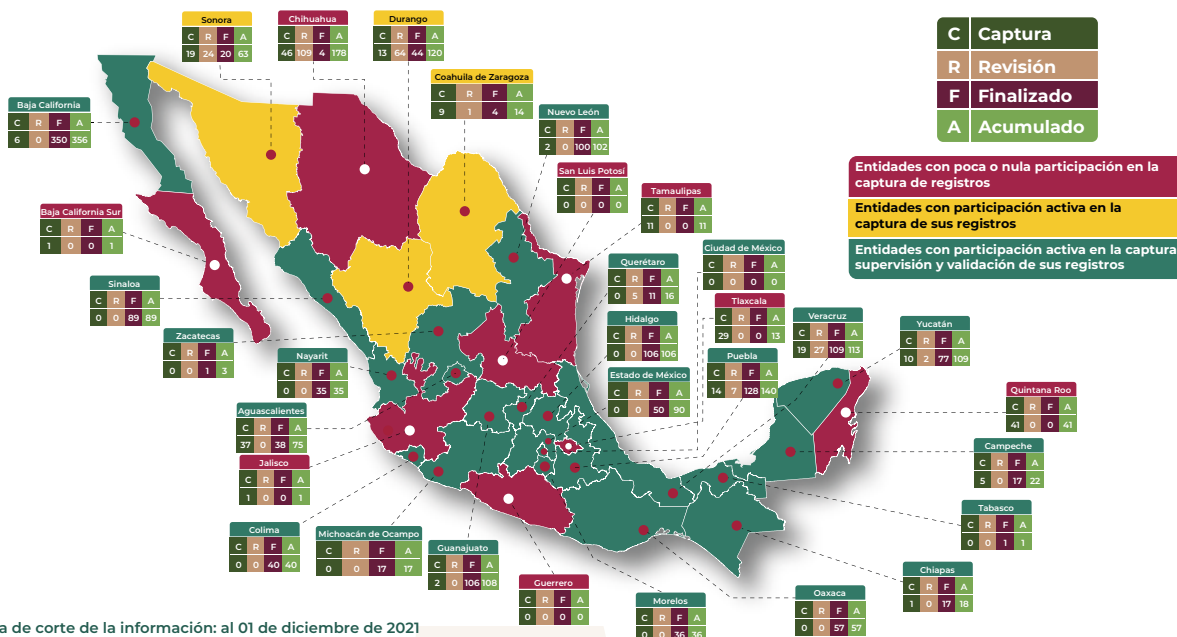 Sonora
C R F A
19 24 20 63
Chihuahua
C R F A
46 109 4 178
Durango
C R F A
13 64 44 120
Coahuila de Zaragoza
C R F A
9 1 4 14
Baja California
C R F A
6 0 350 356
Nuevo León
C R F A
2 0 100 102
San Luis Potosí
C R F A
0 0 0 0
Tamaulipas
C R F A
11 0 0 11
Baja California Sur
C R F A
1 0 0 1
Ciudad de México
C R F A
0 0 0 0
Querétaro
C R F A
0 5 11 16
Sinaloa
C R F A
0 0 89 89
Tlaxcala
C R F A
29 0 0 13
Hidalgo
C R F A
0 0 106 106
Veracruz
C R F A
19 27 109 113
Yucatán
C R F A
10 2 77 109
Zacatecas
C R F A
0 0 1 3
Nayarit
C R F A
0 0 35 35
Puebla
C R F A
14 7 128 140
Estado de México
C R F A
0 0 50 90
Quintana Roo
C R F A
41 0 0 41
Aguascalientes
C R F A
37 0 38 75
Jalisco
C R F A
1 0 0 1
Campeche
C R F A
5 0 17 22
Tabasco
C R F A
0 0 1 1
Colima
C R F A
0 0 40 40
Michoacán de Ocampo
C R F A
0 0 17 17
Guanajuato
C R F A
2 0 106 108
Guerrero
C R F A
0 0 0 0
Morelos
C R F A
0 0 36 36
Oaxaca
C R F A
0 0 57 57
Chiapas
C R F A
1 0 17 18
C Captura
R Revisión
F Finalizado
A Acumulado
Entidades con poca o nula participación en la
captura de registros
Entidades con participación activa en la
captura de sus registros
Entidades con participación activa en la captura
supervisión y validación de sus registros
a de corte de la información: al 01 de diciembre de 2021